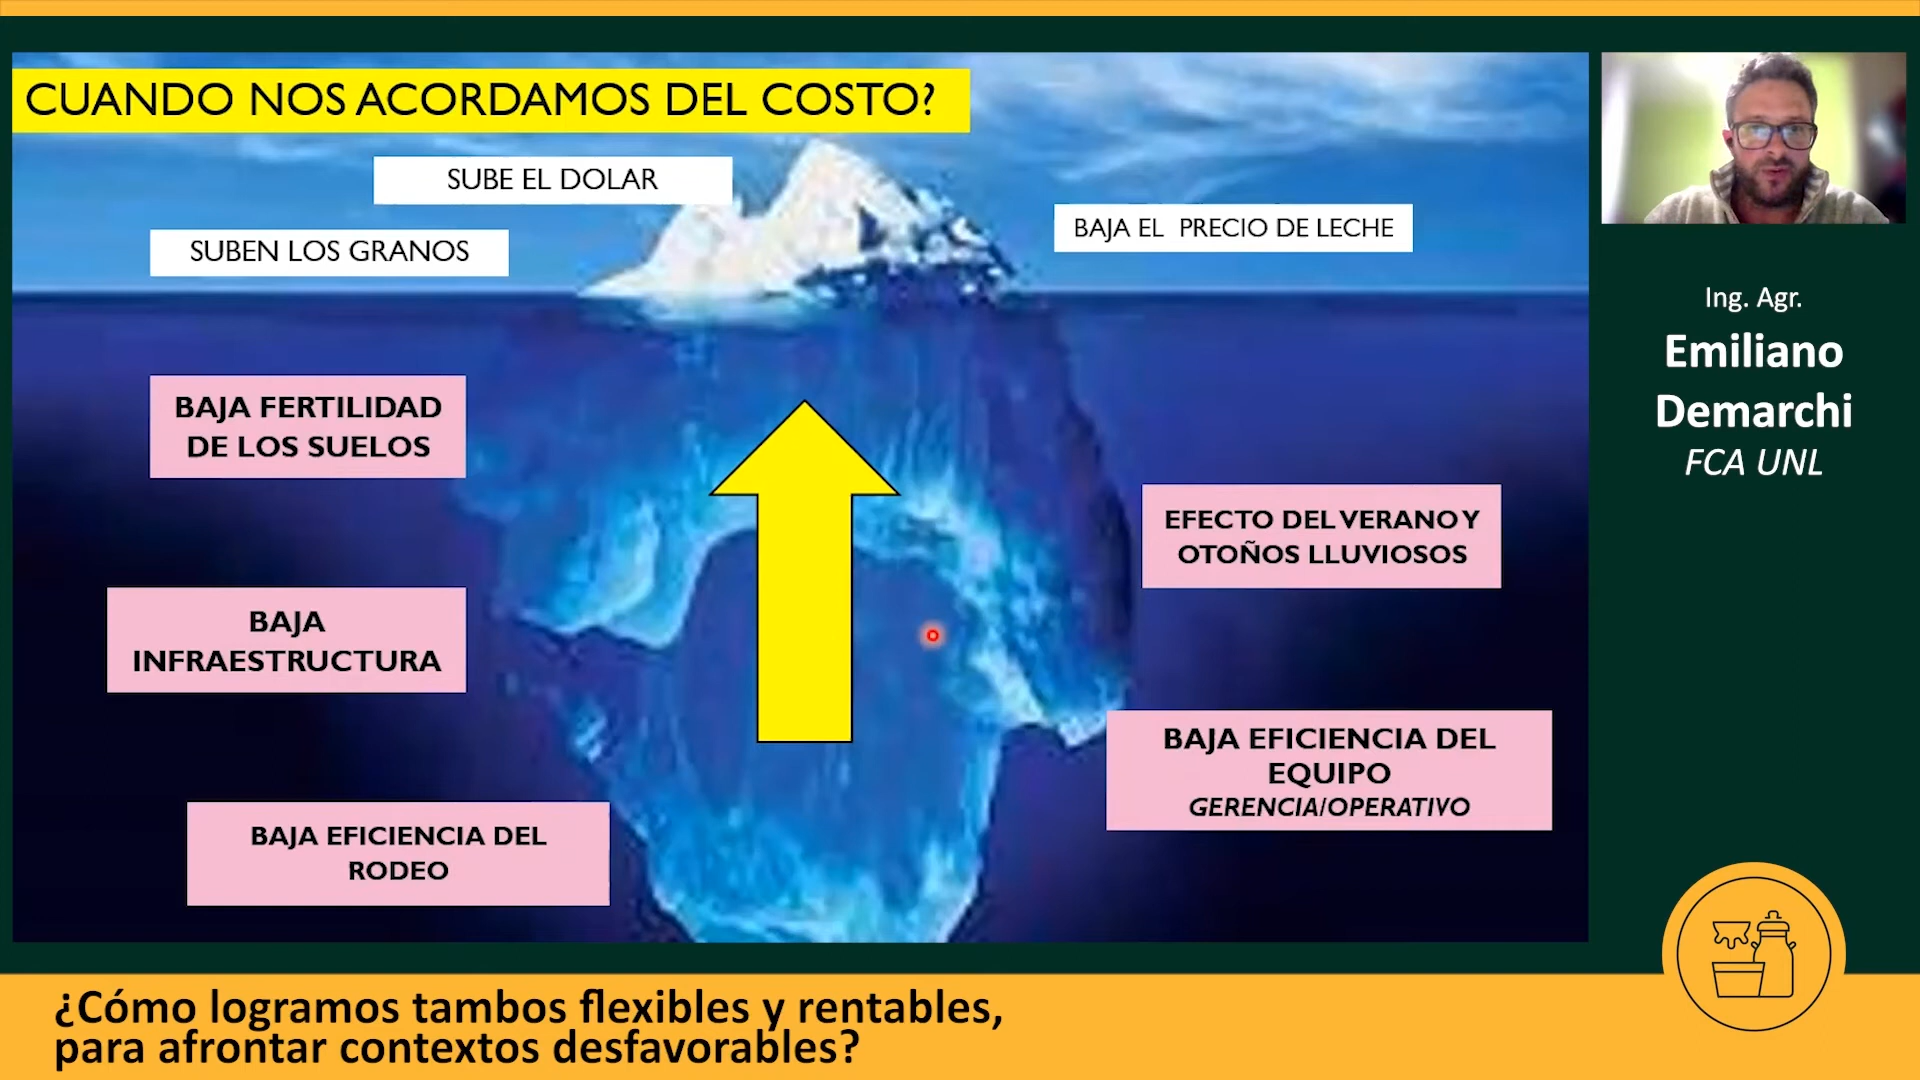 CUANDO NOS ACORDAMOS DEL COSTO?
SUBE EL DOLAR
BAJA EL PRECIO DE LECHE
SUBEN LOS GRANOS
BAJA FERTILIDAD
DE LOS SUELOS
EFECTO DEL VERANO Y
OTOÑOS LLUVIOSOS
BAJA
INFRAESTRUCTURA
BAJA EFICIENCIA DEL
EQUIPO
GERENCIA/OPERATIVO
BAJA EFICIENCIA DEL
RODEO
Ing. Agr.
Emiliano
Demarchi
FCA UNL
¿Cómo logramos tambos flexibles y rentables,
para afrontar contextos desfavorables?